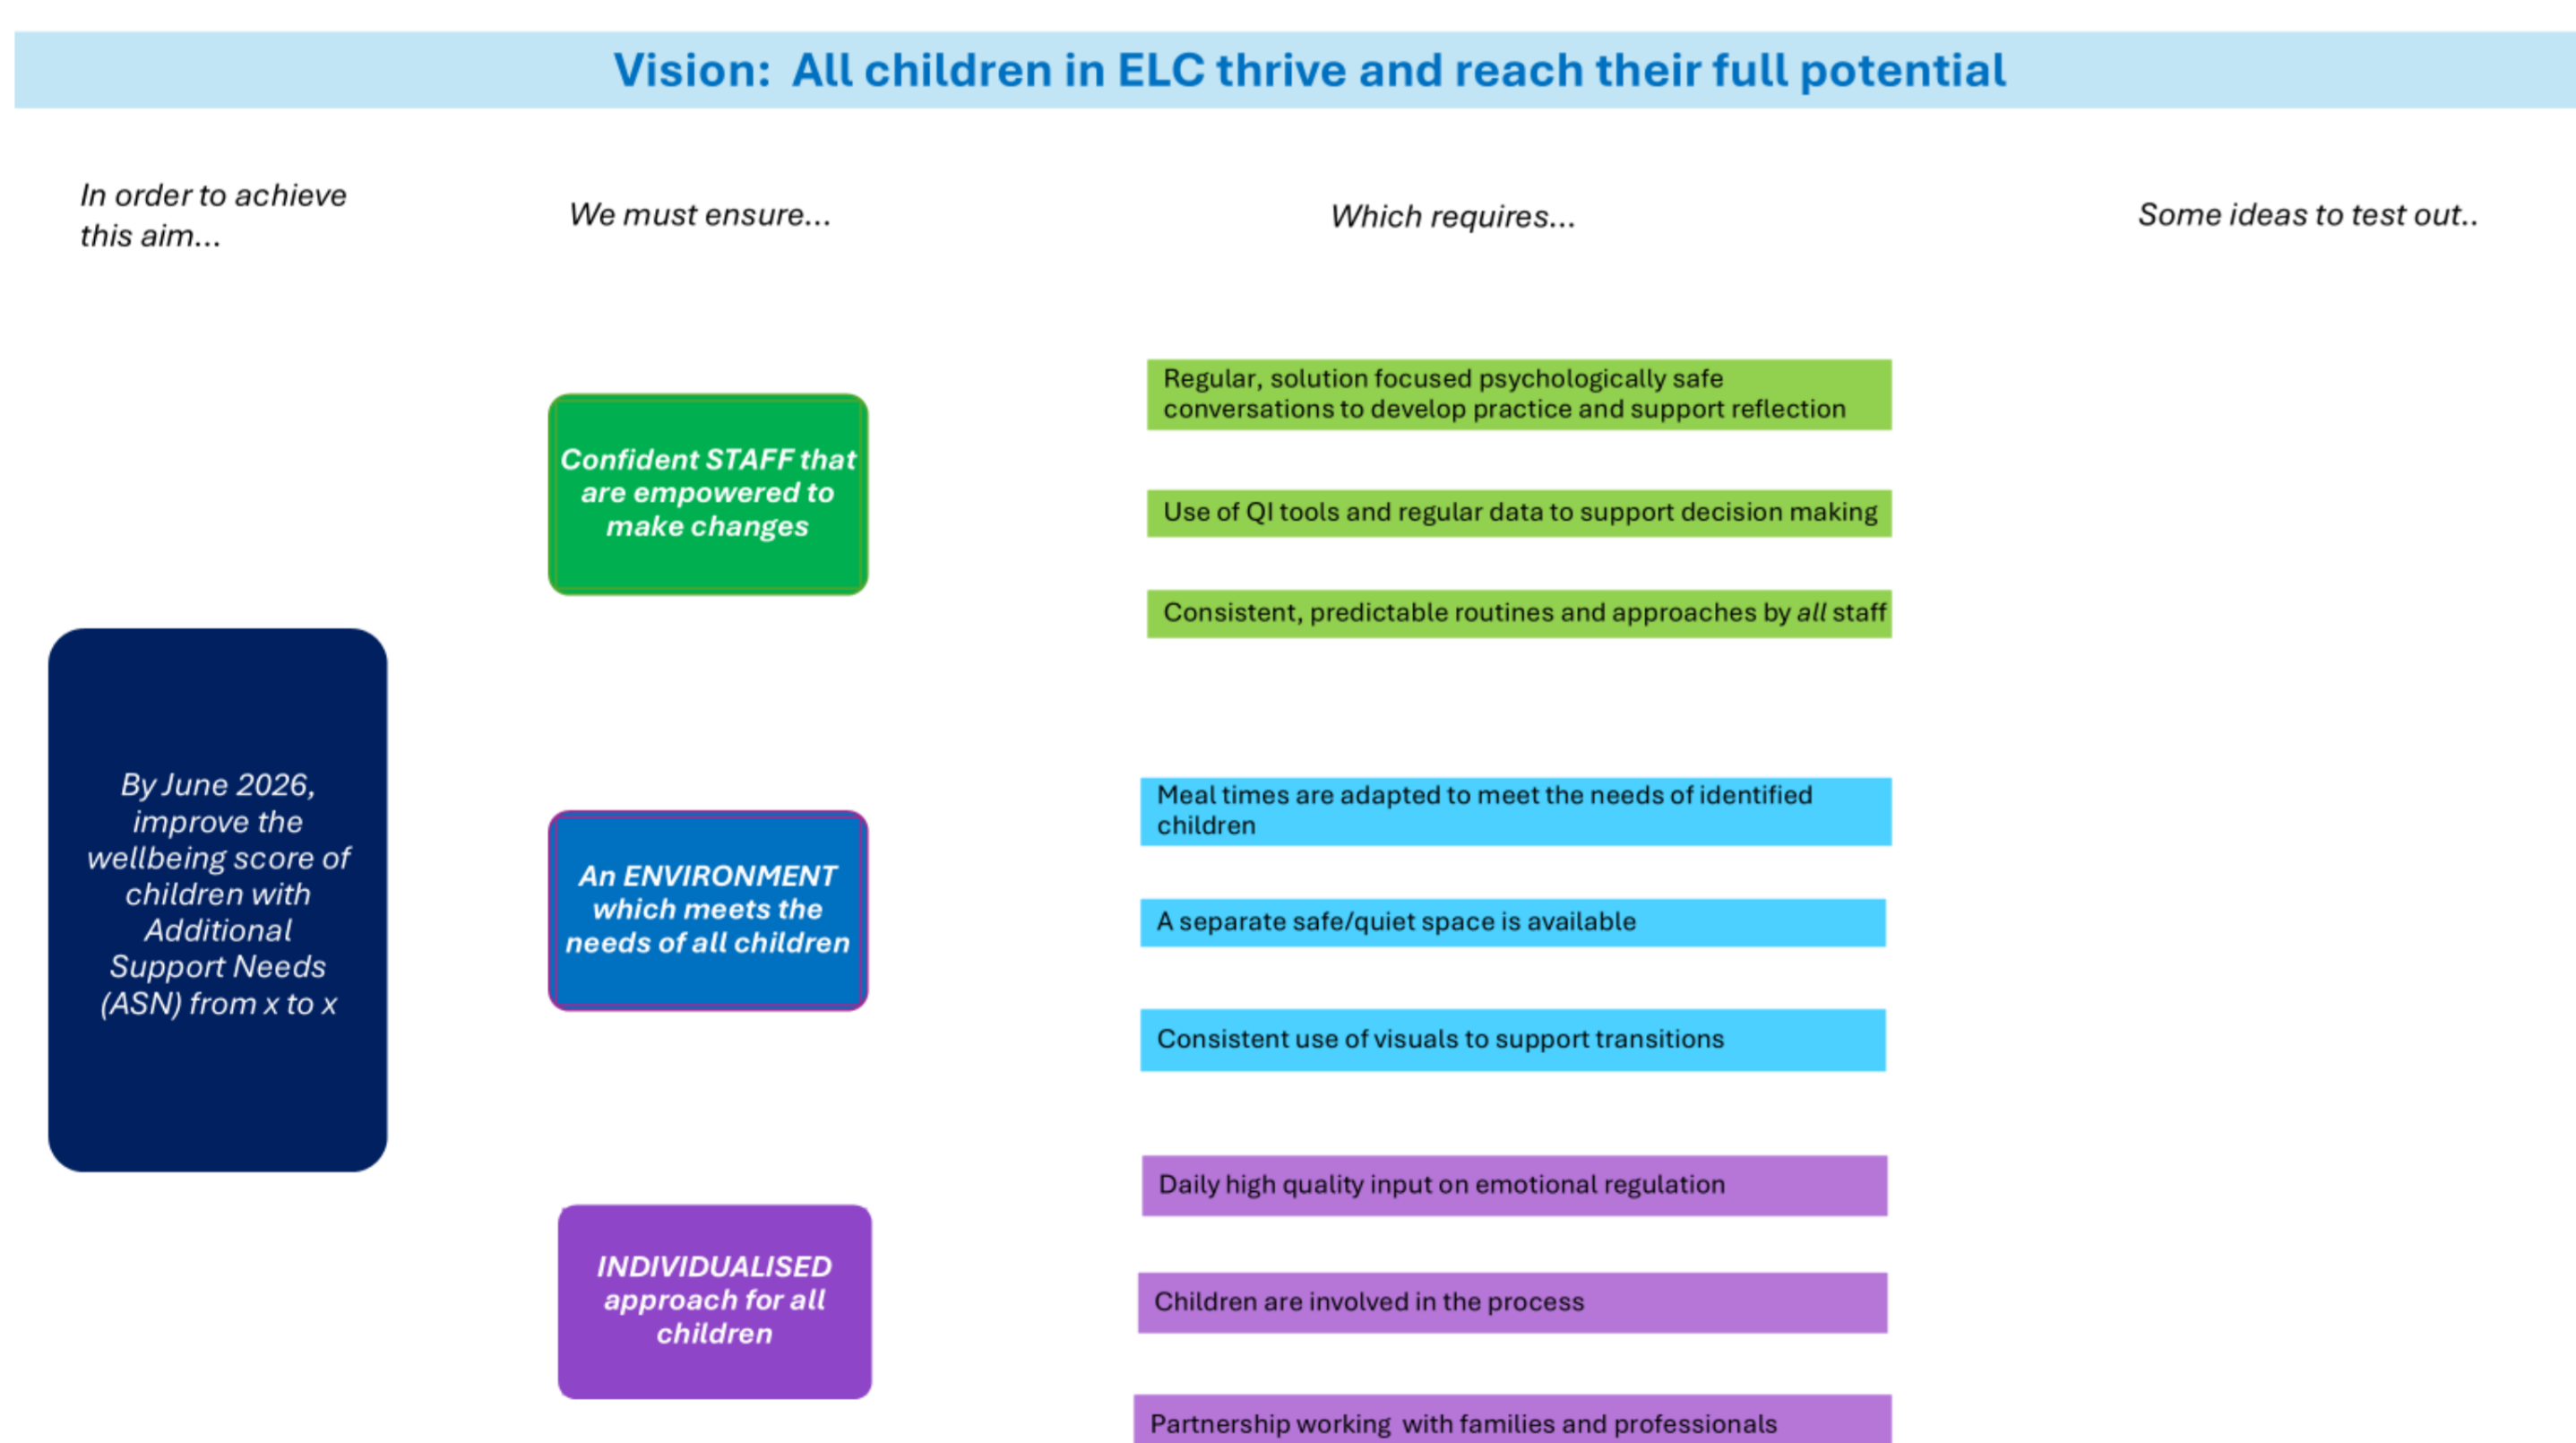 Vision:  All children in ELC thrive and reach their full potential
In order to achieve
this aim...
We must ensure...
Which requires...
Some ideas to test out..
By June 2026,
improve the
wellbeing score of
children with
Additional
Support Needs
(ASN) from x to x
Confident STAFF that
are empowered to
make changes
Regular, solution focused psychologically safe
conversations to develop practice and support reflection
Use of QI tools and regular data to support decision making
Consistent, predictable routines and approaches by all staff
An ENVIRONMENT
which meets the
needs of all children
Meal times are adapted to meet the needs of identified
children
A separate safe/quiet space is available
Consistent use of visuals to support transitions
INDIVIDUALISED
approach for all
children
Daily high quality input on emotional regulation
Children are involved in the process
Partnership working  with families and professionals